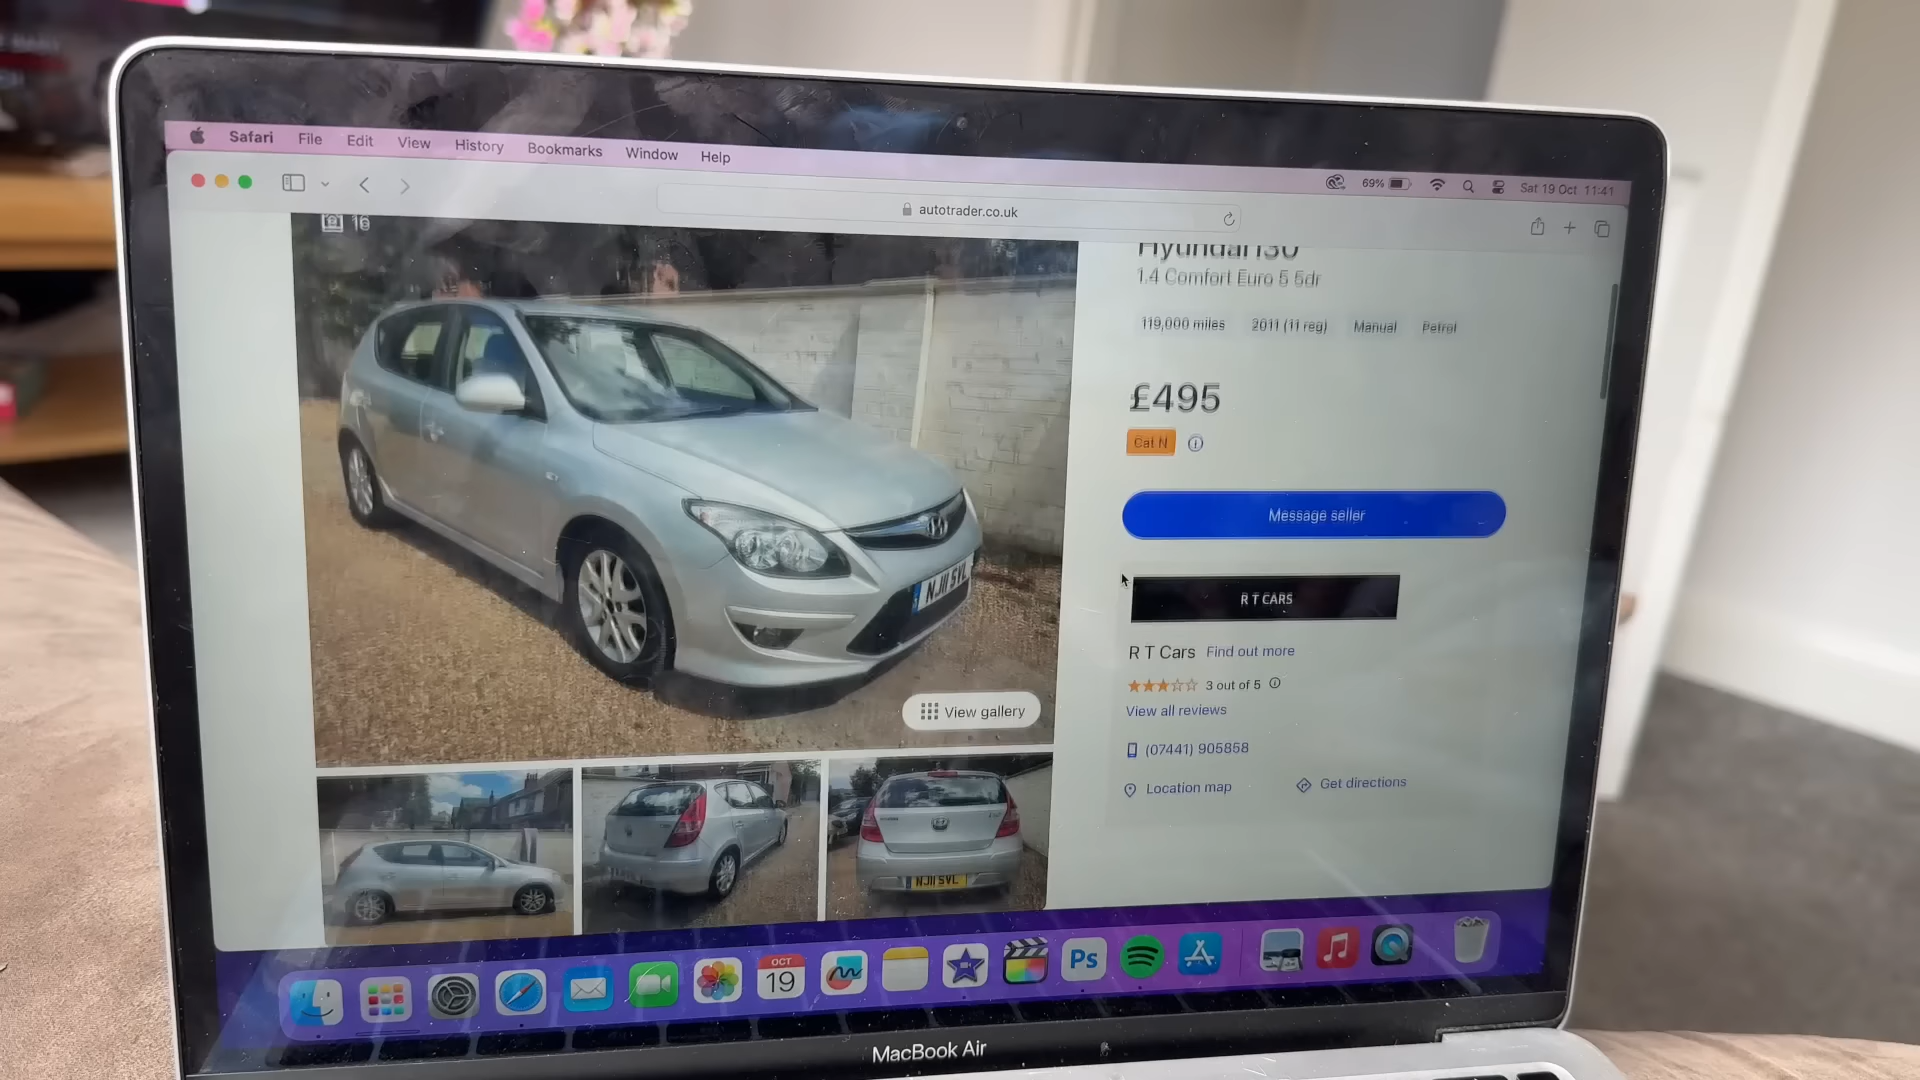 Safari File Edit View History Bookmarks Window Help
69% Sat 19 Oct 11:41
autotrader.co.uk
16
Hyundai i30
1.4 Comfort Euro 5 5dr
119,000 miles 2011 (11 reg) Manual Petrol
£495
Cat N
Message seller
NJ11 SVL
R T CARS
R T Cars Find out more
3 out of 5
View gallery
View all reviews
(07441) 905858
Location map Get directions
NJ11 SVL
OCT
19
Ps
MacBook Air